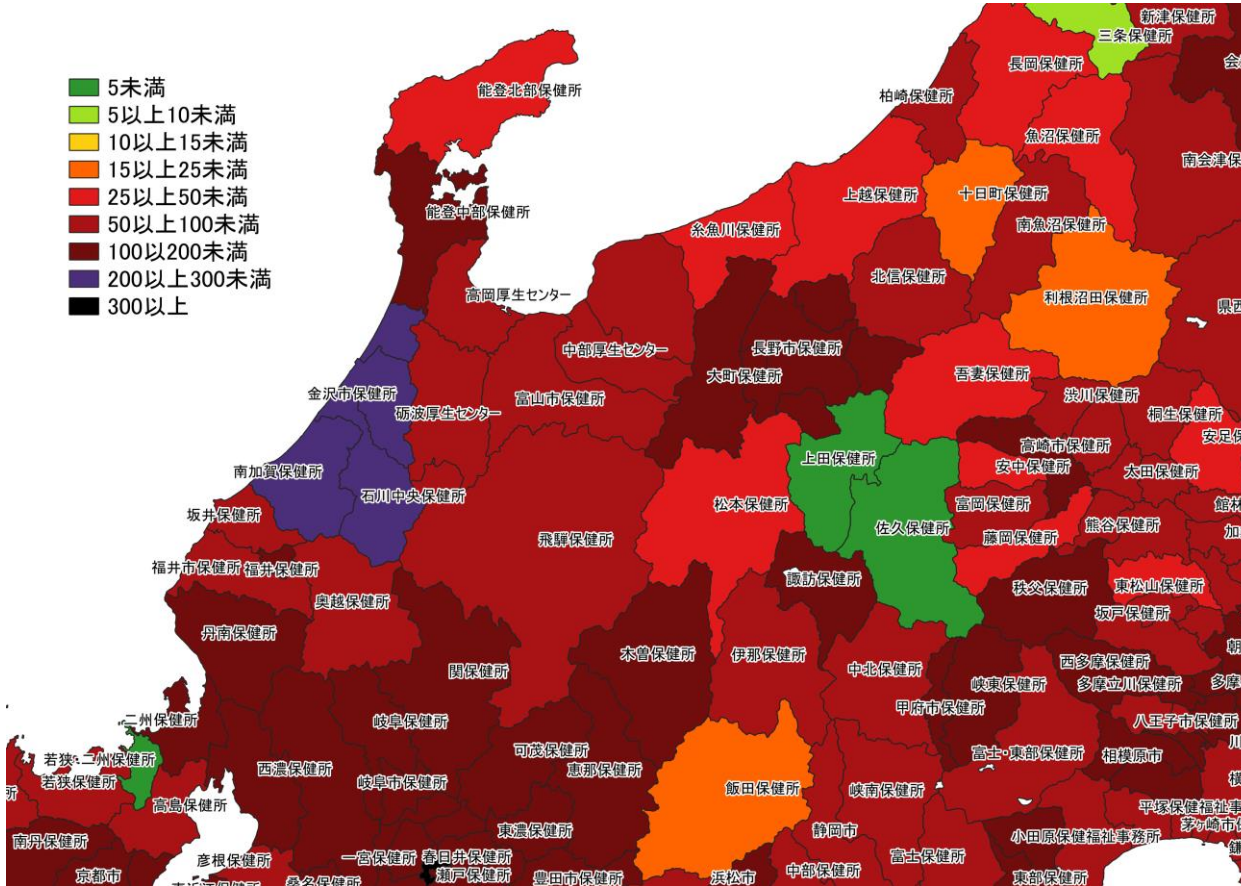 5未満
5以上10未満
10以上15未満
15以上25未満
25以上50未満
50以上100未満
100以200未満
200以上300未満
300以上
新津保健所
三条保健所
長岡保健所
会
能登北部保健所
柏崎保健所
魚沼保健所
南会津保
能登中部保健所
上越保健所
十日町保健所
糸魚川保健所
南魚沼保健所
北信保健所
高岡厚生センター
利根沼田保健所
県西
中部厚生センター
長野市保健所
大町保健所
吾妻保健所
金沢市保健所
砺波厚生センター
富山市保健所
渋川保健所
桐生保健所
高崎市保健所
安足保
南加賀保健所
石川中央保健所
上田保健所
安中保健所
太田保健所
坂井保健所
松本保健所
富岡保健所
館林
飛騨保健所
佐久保健所
藤岡保健所
熊谷保健所
加
福井市保健所
福井保健所
諏訪保健所
秩父保健所
東松山保健所
奥越保健所
坂戸保健所
丹南保健所
木曽保健所
伊那保健所
朝
関保健所
中北保健所
峡東保健所
西多摩保健所
多摩立川保健所
多摩
二州保健所
岐阜保健所
甲府市保健所
八王子市保健所
若狭・二州保健所
若狭保健所
西濃保健所
可茂保健所
恵那保健所
富士・東部保健所
相模原市
川
所
岐阜市保健所
飯田保健所
峡南保健所
横
高島保健所
平塚保健福祉事
南丹保健所
東濃保健所
静岡市
小田原保健福祉事務所
茅ヶ崎市保
彦根保健所
一宮保健所
春日井保健所
富士保健所
鎌
京都市
瀬戸保健所
豊田市保健所
浜松市
中部保健所
東部保健所
桑名保健所